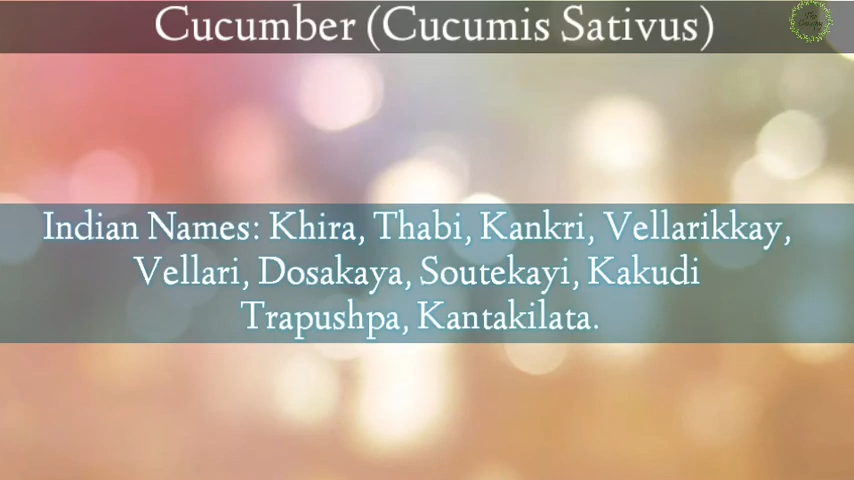 Cucumber (Cucumis Sativus)
Indian Names: Khira, Thabi, Kankri, Vellarikkay,
Vellari, Dosakaya, Soutekayi, Kakudi
Trapushpa, Kantakilata.